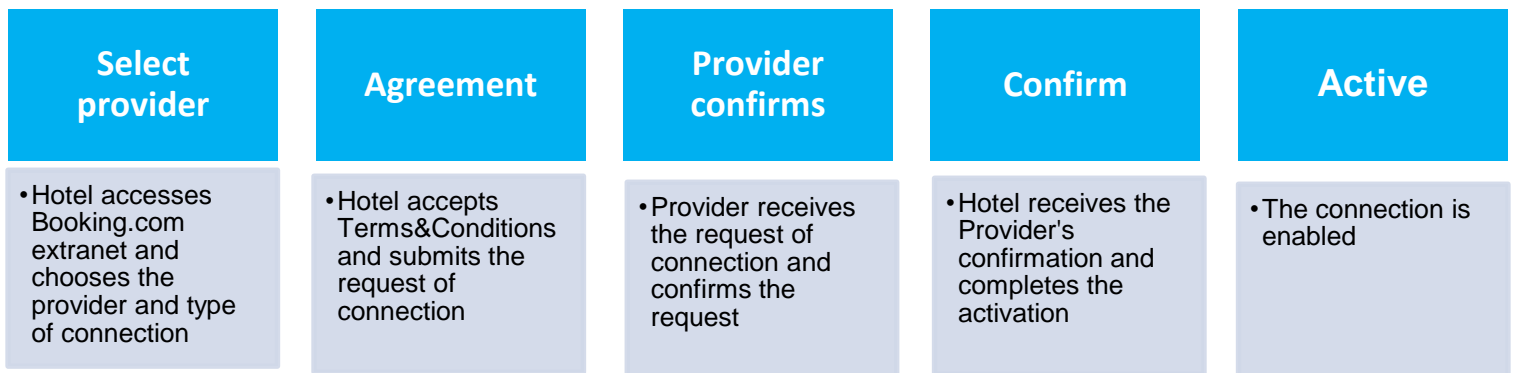 Select
provider
•Hotel accesses
Booking.com
extranet and
chooses the
provider and type
of connection
Agreement
•Hotel accepts
Terms&Conditions
and submits the
request of
connection
Provider
confirms
•Provider receives
the request of
connection and
confirms the
request
Confirm
•Hotel receives the
Provider's
confirmation and
completes the
activation
Active
•The connection is
enabled